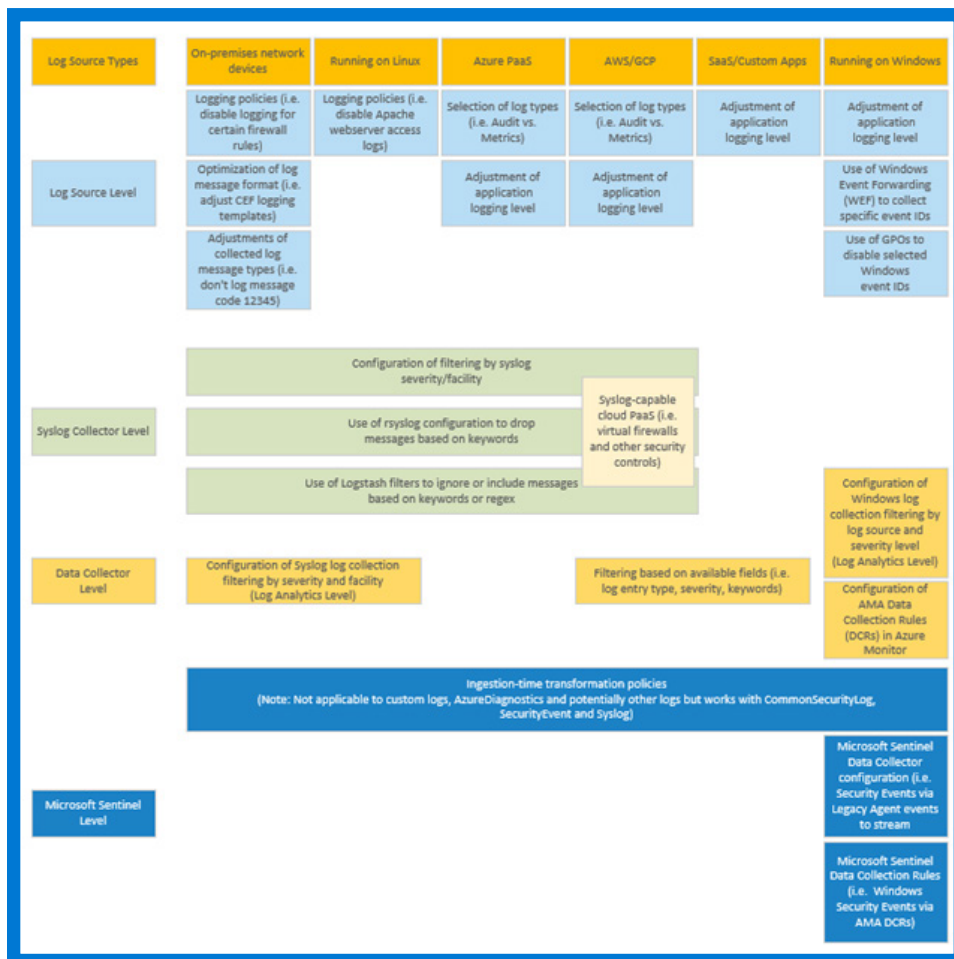 Log Source Types
On-premises network
devices
Running on Linux
Azure PaaS
AWS/GCP
SaaS/Custom Apps
Running on Windows
Log Source Level
Logging policies (i.e.
disable logging for
certain firewall
rules)
Logging policies (i.e.
disable Apache
webserver access
logs)
Selection of log types
(i.e. Audit vs.
Metrics)
Selection of log types
(i.e. Audit vs.
Metrics)
Adjustment of
application
logging level
Adjustment of
application
logging level
Optimization of log
message format (i.e.
adjust CEF logging
templates)
Adjustment of
application
logging level
Adjustment of
application
logging level
Use of Windows
Event Forwarding
(WEF) to collect
specific event IDs
Adjustments of
collected log
message types (i.e.
don't log message
code 12345)
Use of GPOs to
disable selected
Windows
event IDs
Syslog Collector Level
Configuration of filtering by syslog
severity/facility
Use of rsyslog configuration to drop
messages based on keywords
Use of Logstash filters to ignore or include messages
based on keywords or regex
Syslog-capable
cloud PaaS (i.e.
virtual firewalls
and other security
controls)
Data Collector
Level
Configuration of Syslog log collection
filtering by severity and facility
(Log Analytics Level)
Filtering based on available fields (i.e.
log entry type, severity, keywords)
Configuration of
Windows log
collection filtering by
log source and
severity level
(Log Analytics Level)
Configuration of
AMA Data
Collection Rules
(DCRs) in Azure
Monitor
Microsoft Sentinel
Level
Ingestion-time transformation policies
(Note: Not applicable to custom logs, AzureDiagnostics and potentially other logs but works with CommonSecurityLog,
SecurityEvent and Syslog)
Microsoft Sentinel
Data Collector
configuration (i.e.
Security Events via
Legacy Agent events
to stream
Microsoft Sentinel
Data Collection Rules
(i.e. Windows
Security Events via
AMA DCRs)